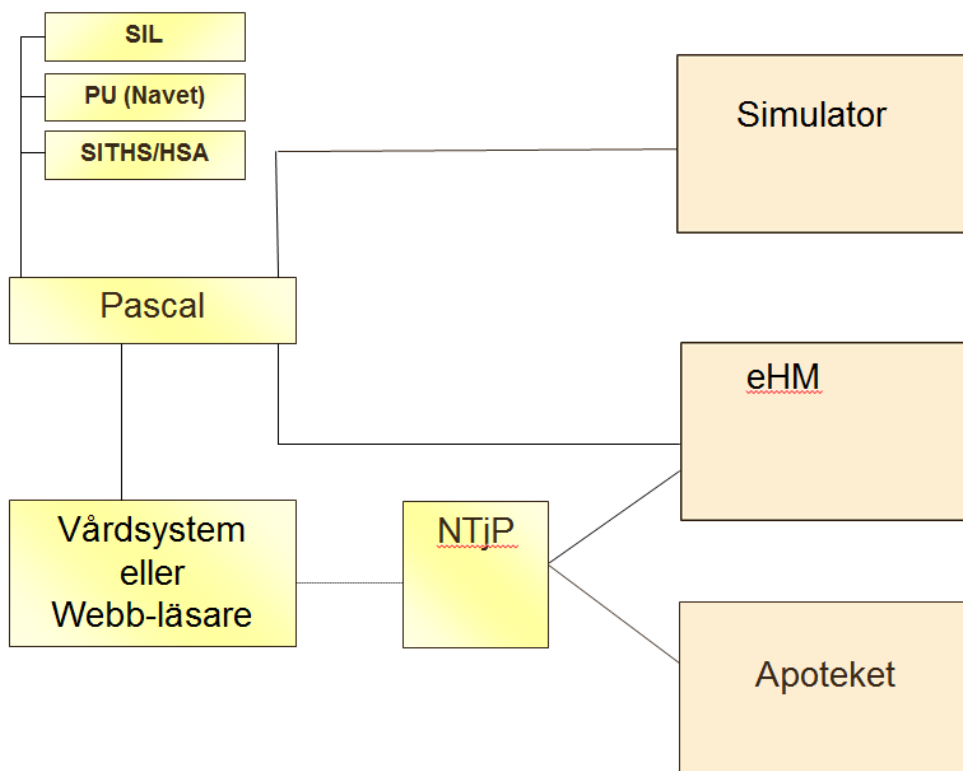 SIL
PU (Navet)
SITHS/HSA
Simulator
Pascal
eHM
Vårdsystem
eller
Webb-läsare
NTjP
Apoteket